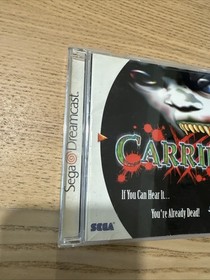 Sega Dreamcast.
CARRI
If You Can Hear It...
You're Already Dead!
SEGA